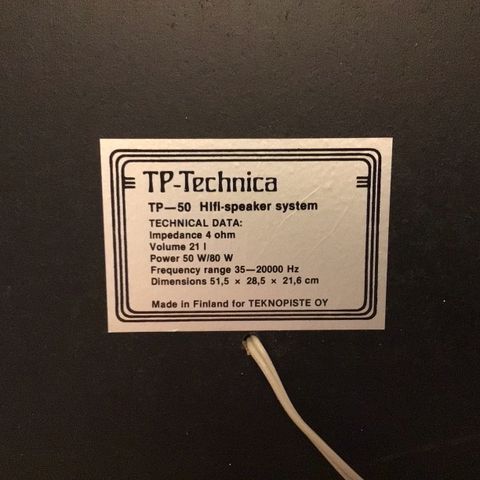 TP-Technica
TP—50 Hifi-speaker system
TECHNICAL DATA:
Impedance 4 ohm
Volume 21 l
Power 50 W/80 W
Frequency range 35—20000 Hz
Dimensions 51,5 × 28,5 × 21,6 cm
Made in Finland for TEKNOPISTE OY